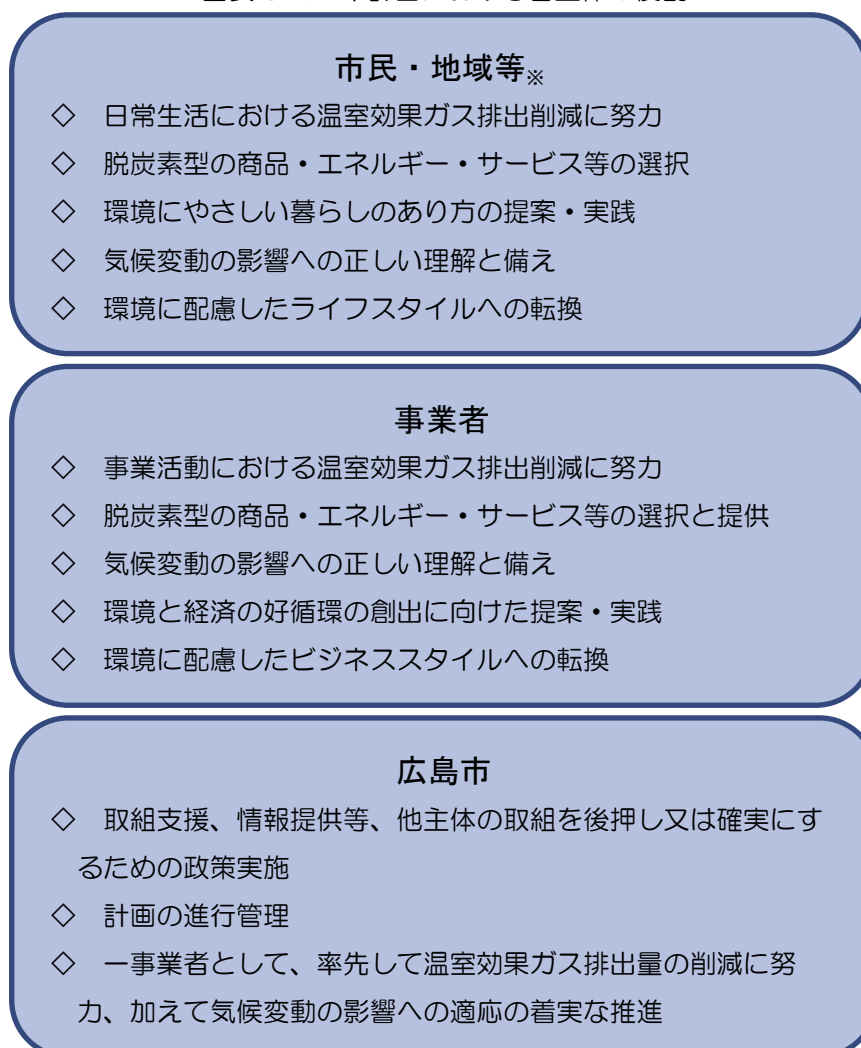 市民・地域等※
◇ 日常生活における温室効果ガス排出削減に努力
◇ 脱炭素型の商品・エネルギー・サービス等の選択
◇ 環境にやさしい暮らしのあり方の提案・実践
◇ 気候変動の影響への正しい理解と備え
◇ 環境に配慮したライフスタイルへの転換
事業者
◇ 事業活動における温室効果ガス排出削減に努力
◇ 脱炭素型の商品・エネルギー・サービス等の選択と提供
◇ 気候変動の影響への正しい理解と備え
◇ 環境と経済の好循環の創出に向けた提案・実践
◇ 環境に配慮したビジネススタイルへの転換
広島市
◇ 取組支援、情報提供等、他主体の取組を後押し又は確実にす
るための政策実施
◇ 計画の進行管理
◇ 一事業者として、率先して温室効果ガス排出量の削減に努
力、加えて気候変動の影響への適応の着実な推進